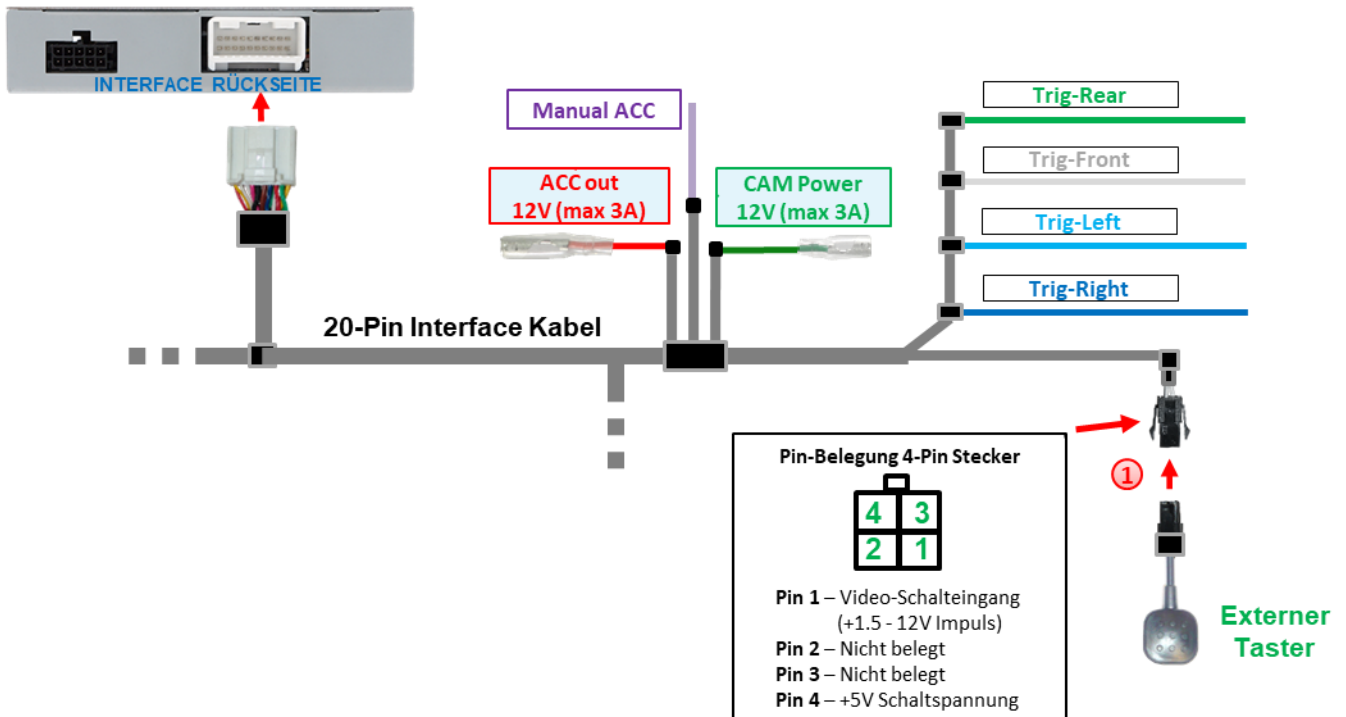 INTERFACE RÜCKSEITE
Manual ACC
ACC out
12V (max 3A)
CAM Power
12V (max 3A)
Trig-Rear
Trig-Front
Trig-Left
Trig-Right
20-Pin Interface Kabel
Pin-Belegung 4-Pin Stecker
4 3
2 1
Pin 1 – Video-Schalteingang
(+1.5 - 12V Impuls)
Pin 2 – Nicht belegt
Pin 3 – Nicht belegt
Pin 4 – +5V Schaltspannung
1
Externer
Taster